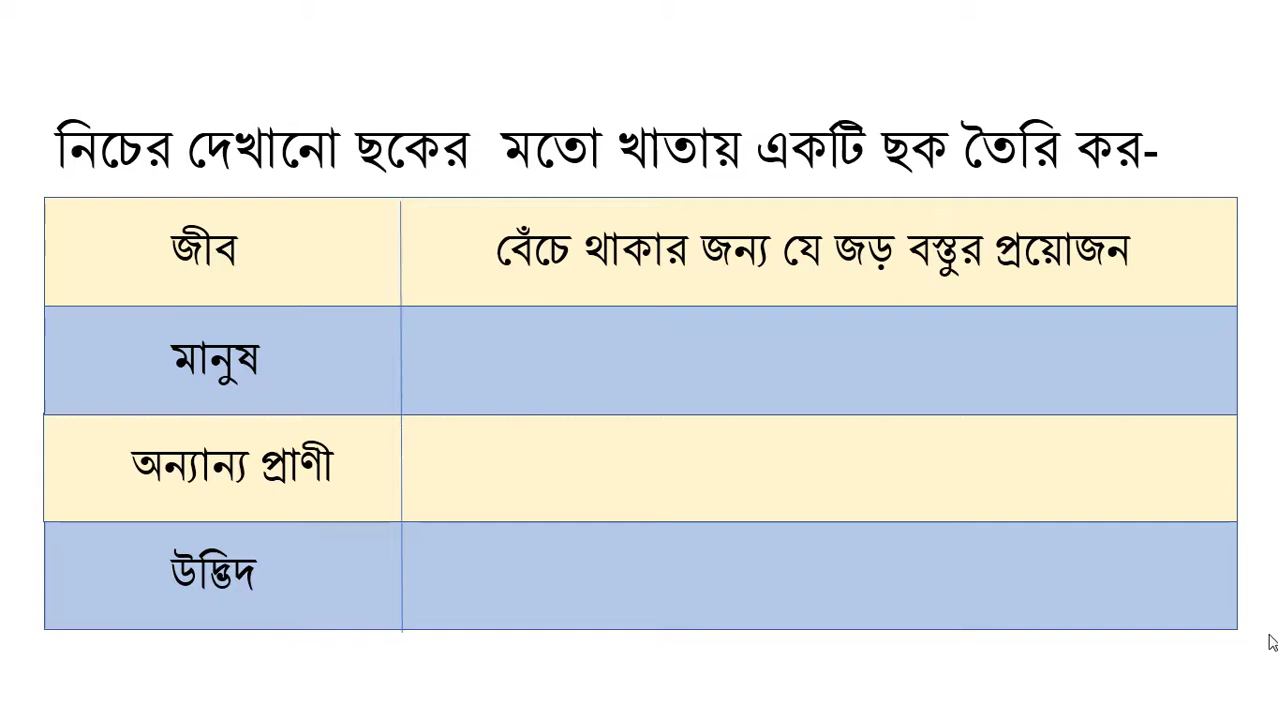 নিচের দেখানো ছকের মতো খাতায় একটি ছক তৈরি কর-
জীব বেঁচে থাকার জন্য যে জড় বস্তুর প্রয়োজন
মানুষ
অন্যান্য প্রাণী
উদ্ভিদ